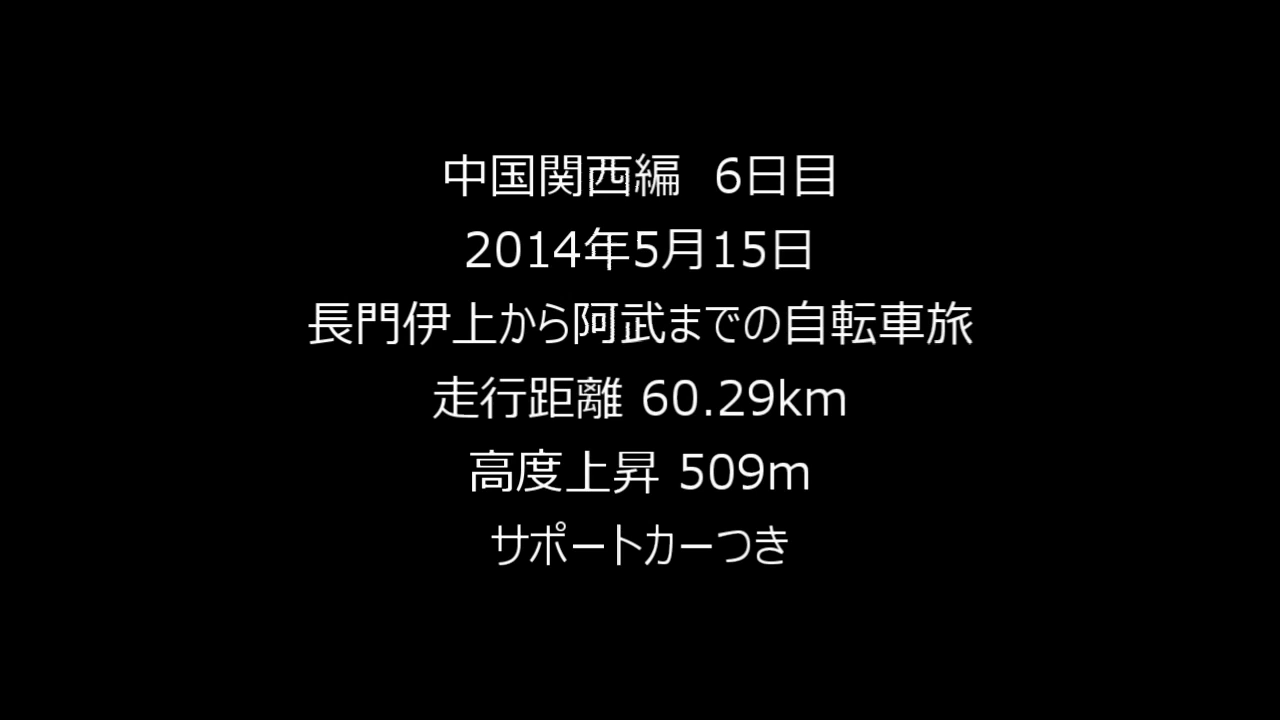 中国関西編　6日目
2014年5月15日
長門伊上から阿武までの自転車旅
走行距離 60.29km
高度上昇 509m
サポートカーつき